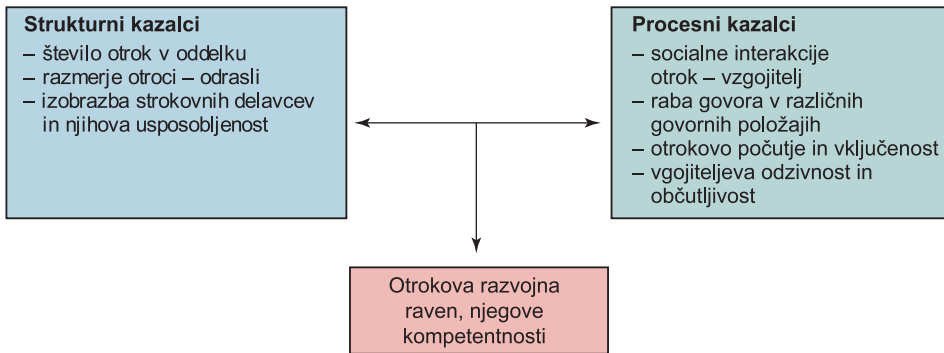 Strukturni kazalci
– število otrok v oddelku
– razmerje otroci – odrasli
– izobrazba strokovnih delavcev
in njihova usposobljenost
Procesni kazalci
– socialne interakcije
otrok – vzgojitelj
– raba govora v različnih
govornih položajih
– otrokovo počutje in vključenost
– vgojiteljeva odzivnost in
občutljivost
Otrokova razvojna
raven, njegove
kompetentnosti